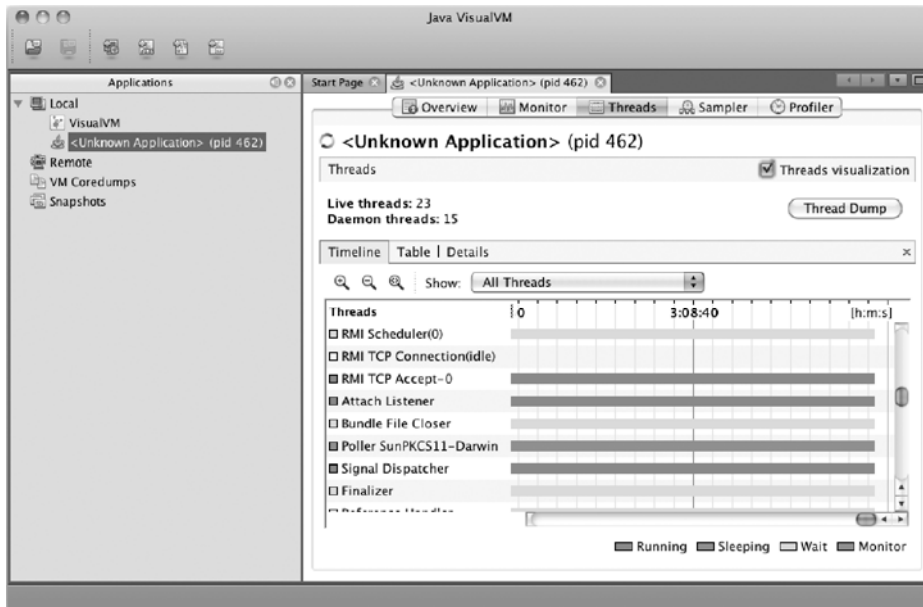 Java VisualVM
Applications
Local
VisualVM
<Unknown Application> (pid 462)
Remote
VM Coredumps
Snapshots
Start Page
<Unknown Application> (pid 462)
Overview
Monitor
Threads
Sampler
Profiler
<Unknown Application> (pid 462)
Threads
Threads visualization
Live threads: 23
Daemon threads: 15
Thread Dump
Timeline
Table
Details
Show:
All Threads
Threads
0
3:08:40
[h:m:s]
RMI Scheduler(0)
RMI TCP Connection(idle)
RMI TCP Accept-0
Attach Listener
Bundle File Closer
Poller SunPKCS11-Darwin
Signal Dispatcher
Finalizer
Running
Sleeping
Wait
Monitor